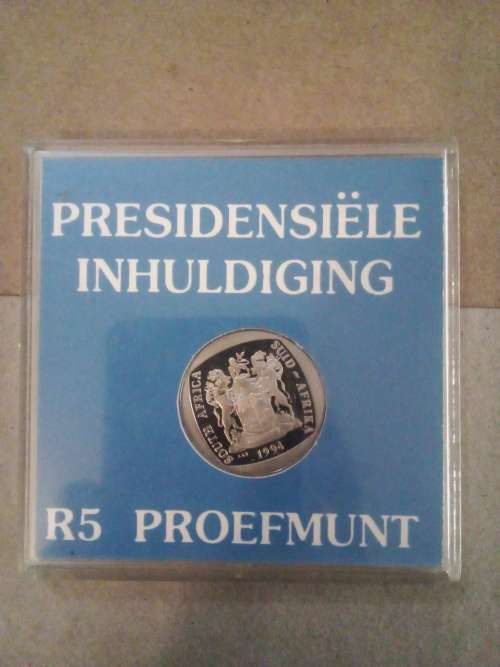 PRESIDENSIËLE
INHULDIGING
SOUTH AFRICA
SUID - AFRIKA
1994
R5 PROEFMUNT